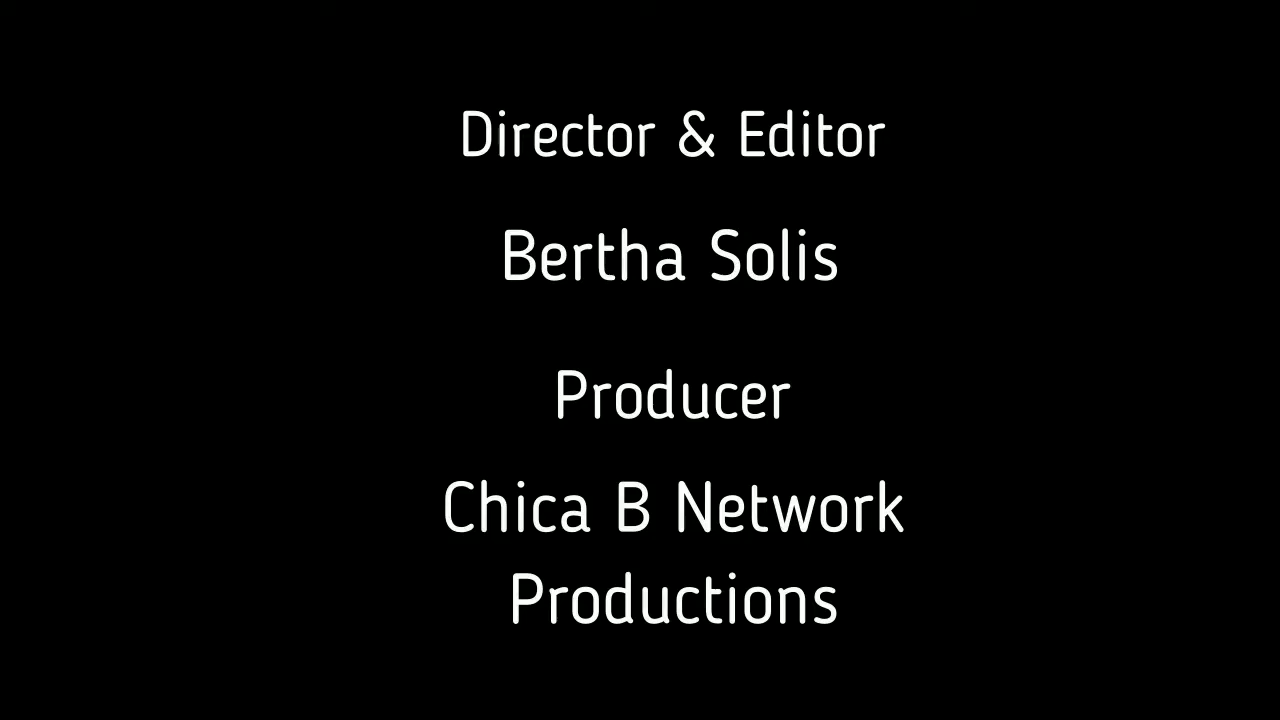 Director & Editor
Bertha Solis
Producer
Chica B Network
Productions